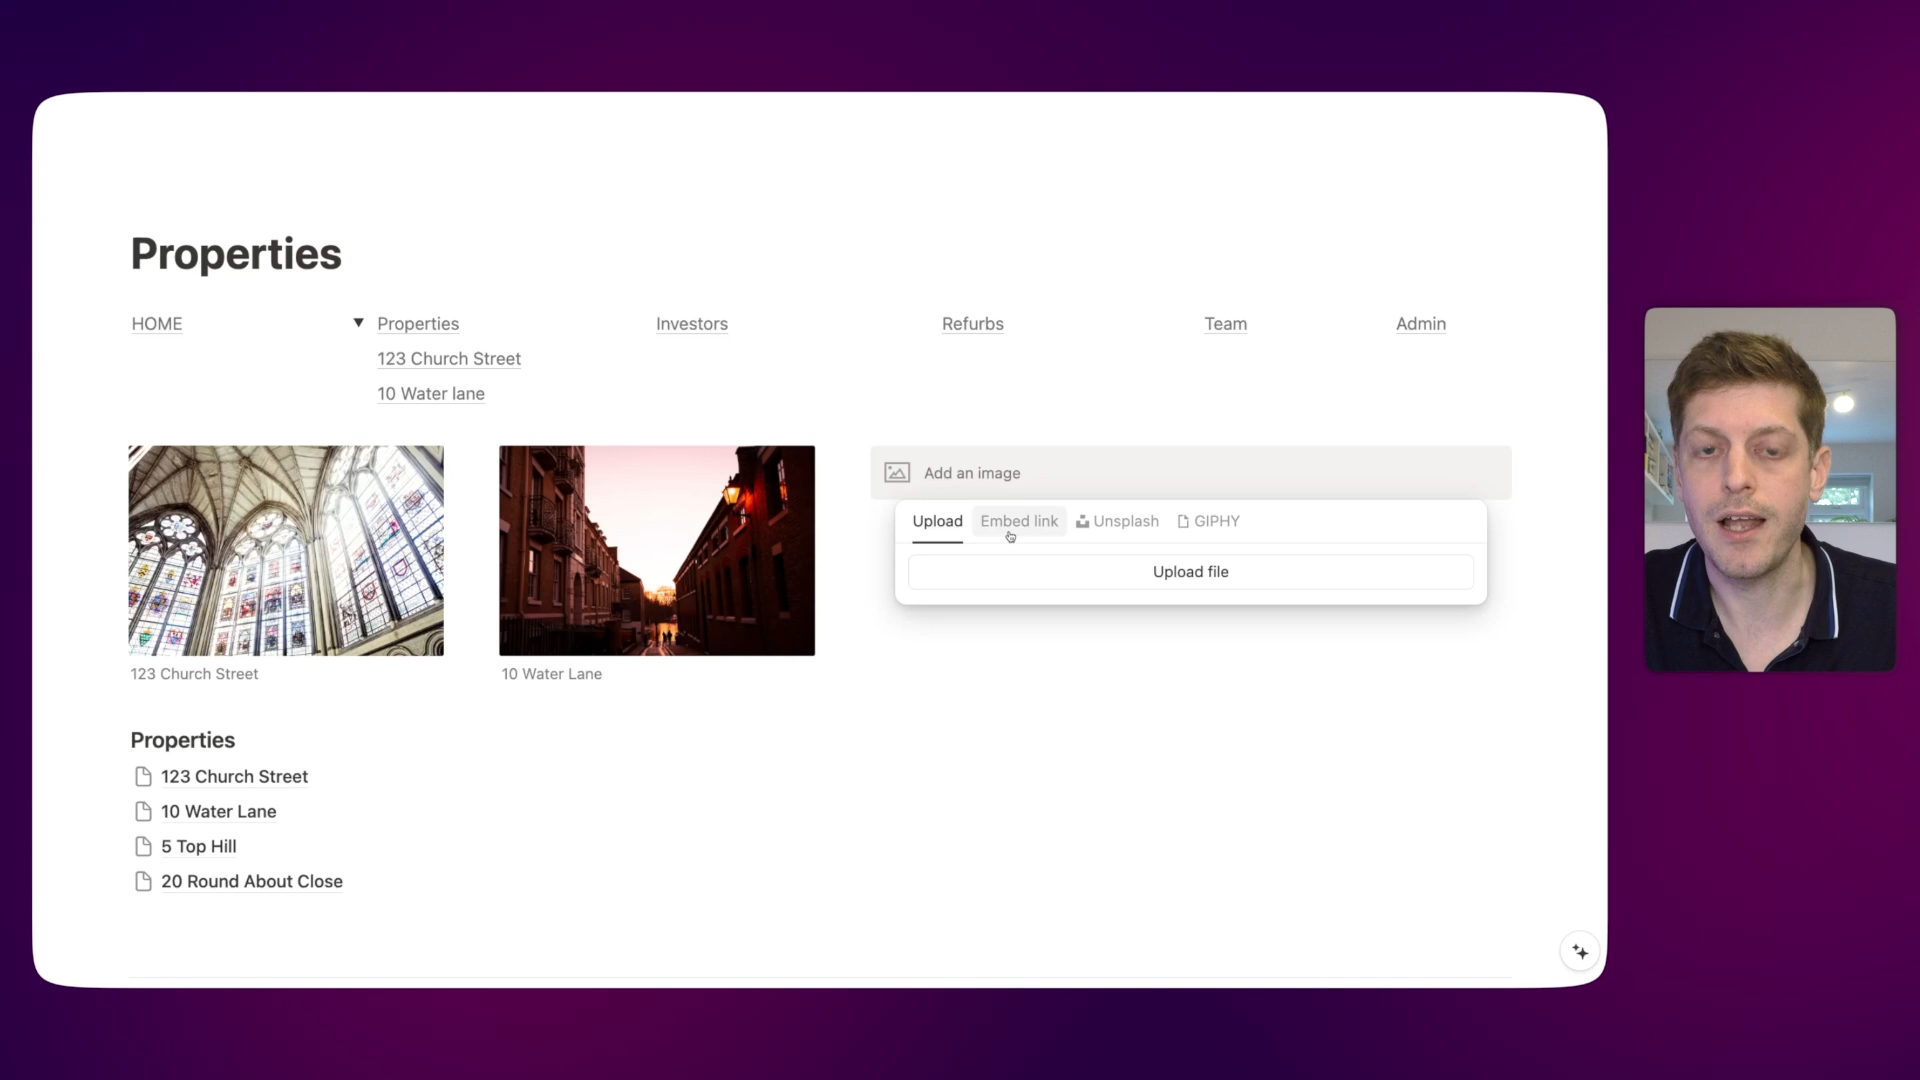 Properties
HOME
Properties
Investors
Refurbs
Team
Admin
123 Church Street
10 Water lane
Add an image
Upload
Embed link
Unsplash
GIPHY
Upload file
123 Church Street
10 Water Lane
Properties
123 Church Street
10 Water Lane
5 Top Hill
20 Round About Close